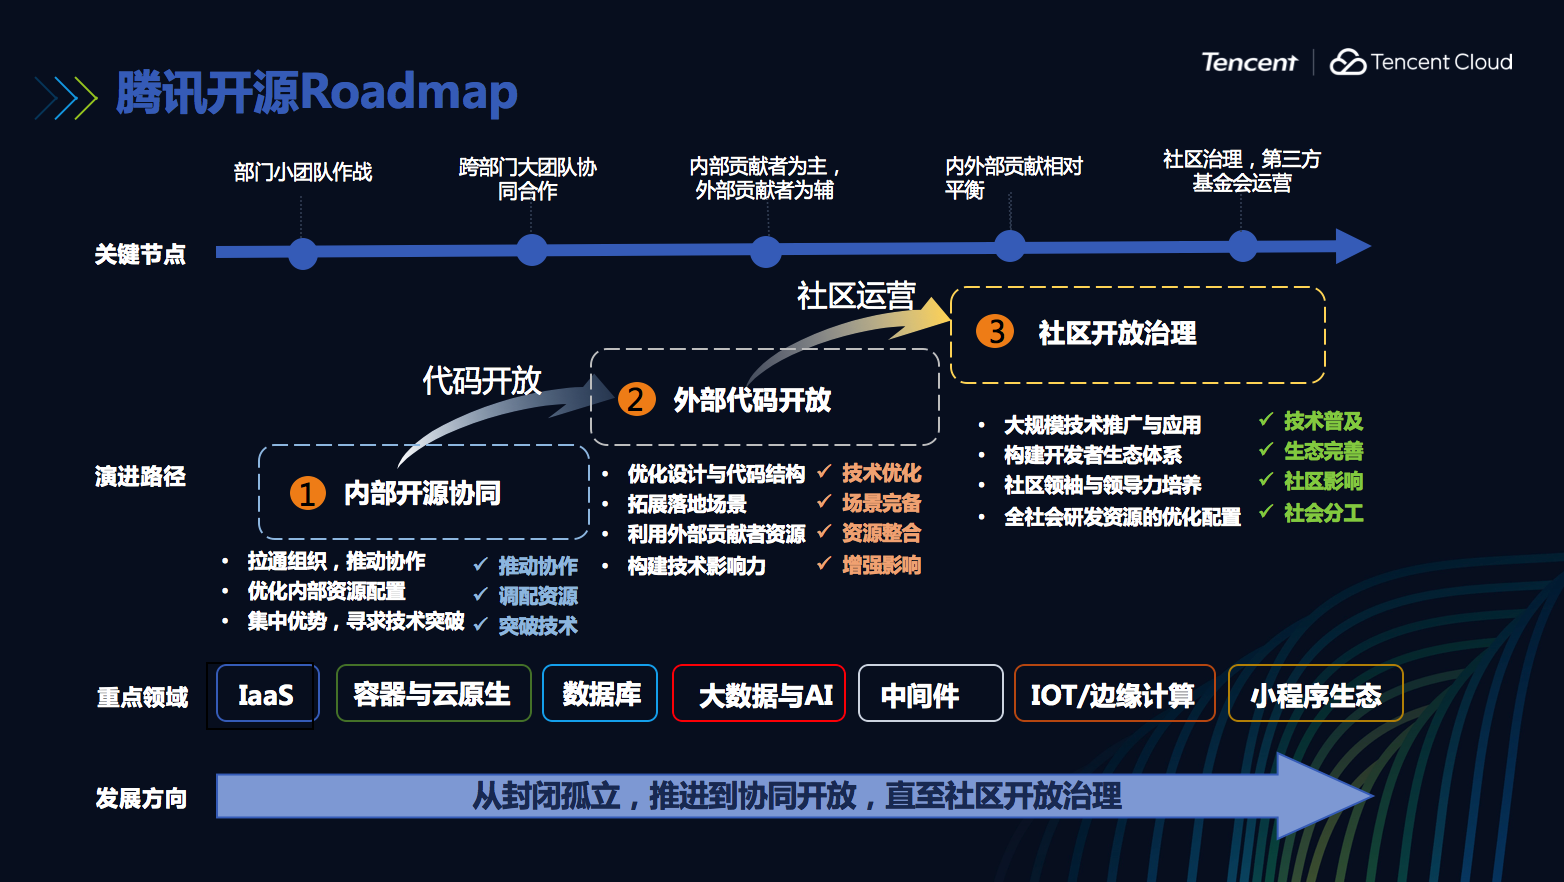 腾讯开源Roadmap
Tencent
Tencent Cloud
部门小团队作战
跨部门大团队协
同合作
内部贡献者为主，
外部贡献者为辅
内外部贡献相对
平衡
社区治理，第三方
基金会运营
关键节点
社区运营
3 社区开放治理
代码开放
2 外部代码开放
演进路径
1 内部开源协同
• 大规模技术推广与应用 ✓ 技术普及
• 构建开发者生态体系 ✓ 生态完善
• 社区领袖与领导力培养 ✓ 社区影响
• 全社会研发资源的优化配置 ✓ 社会分工
• 优化设计与代码结构 ✓ 技术优化
• 拓展落地场景 ✓ 场景完备
• 利用外部贡献者资源 ✓ 资源整合
• 构建技术影响力 ✓ 增强影响
• 拉通组织，推动协作 ✓ 推动协作
• 优化内部资源配置 ✓ 调配资源
• 集中优势，寻求技术突破 ✓ 突破技术
重点领域
IaaS
容器与云原生
数据库
大数据与AI
中间件
IOT/边缘计算
小程序生态
发展方向
从封闭孤立，推进到协同开放，直至社区开放治理